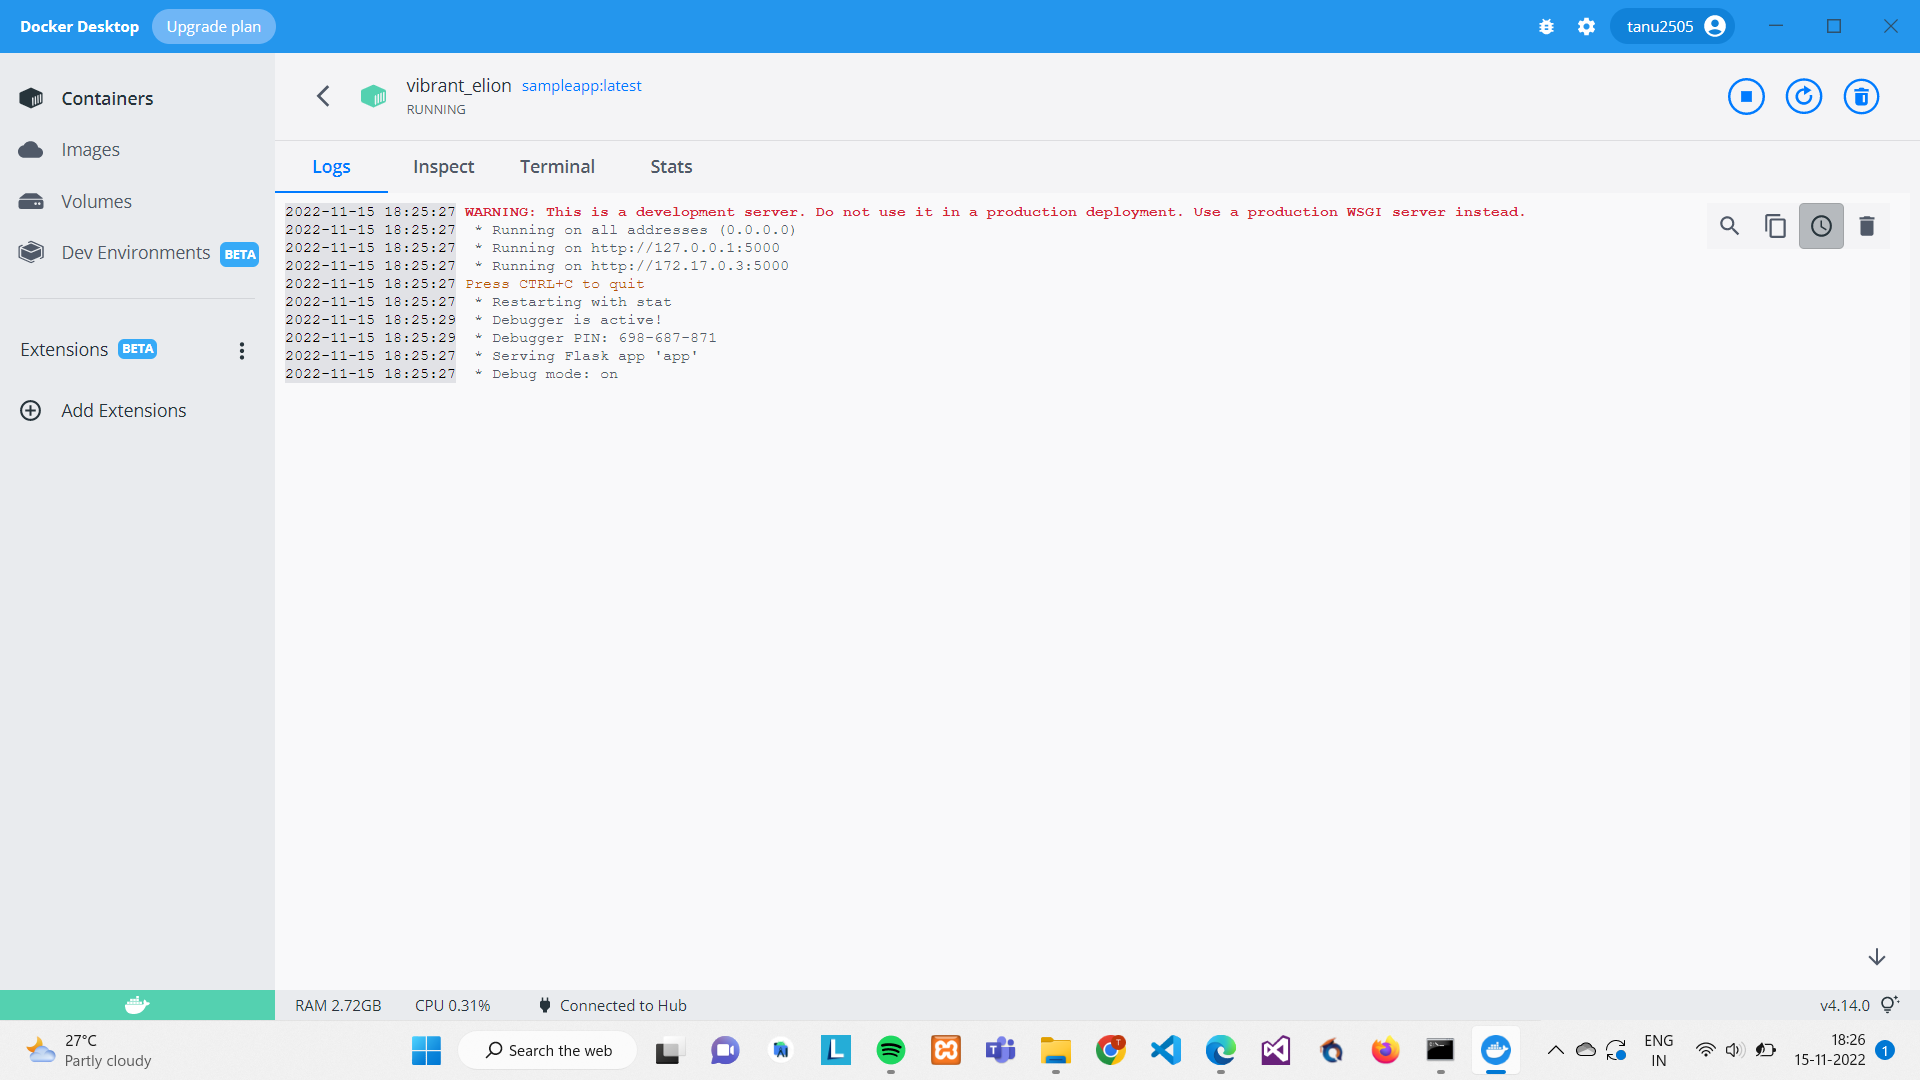 Docker Desktop Upgrade plan tanu2505
Containers
Images
Volumes
Dev Environments BETA
Extensions BETA
Add Extensions
vibrant_elion sampleapp:latest
RUNNING
Logs Inspect Terminal Stats
2022-11-15 18:25:27 WARNING: This is a development server. Do not use it in a production deployment. Use a production WSGI server instead.
2022-11-15 18:25:27 * Running on all addresses (0.0.0.0)
2022-11-15 18:25:27 * Running on http://127.0.0.1:5000
2022-11-15 18:25:27 * Running on http://172.17.0.3:5000
2022-11-15 18:25:27 Press CTRL+C to quit
2022-11-15 18:25:27 * Restarting with stat
2022-11-15 18:25:29 * Debugger is active!
2022-11-15 18:25:29 * Debugger PIN: 698-687-871
2022-11-15 18:25:27 * Serving Flask app 'app'
2022-11-15 18:25:27 * Debug mode: on
RAM 2.72GB CPU 0.31% Connected to Hub v4.14.0
27°C
Partly cloudy
Search the web
ENG
IN
18:26
15-11-2022
1